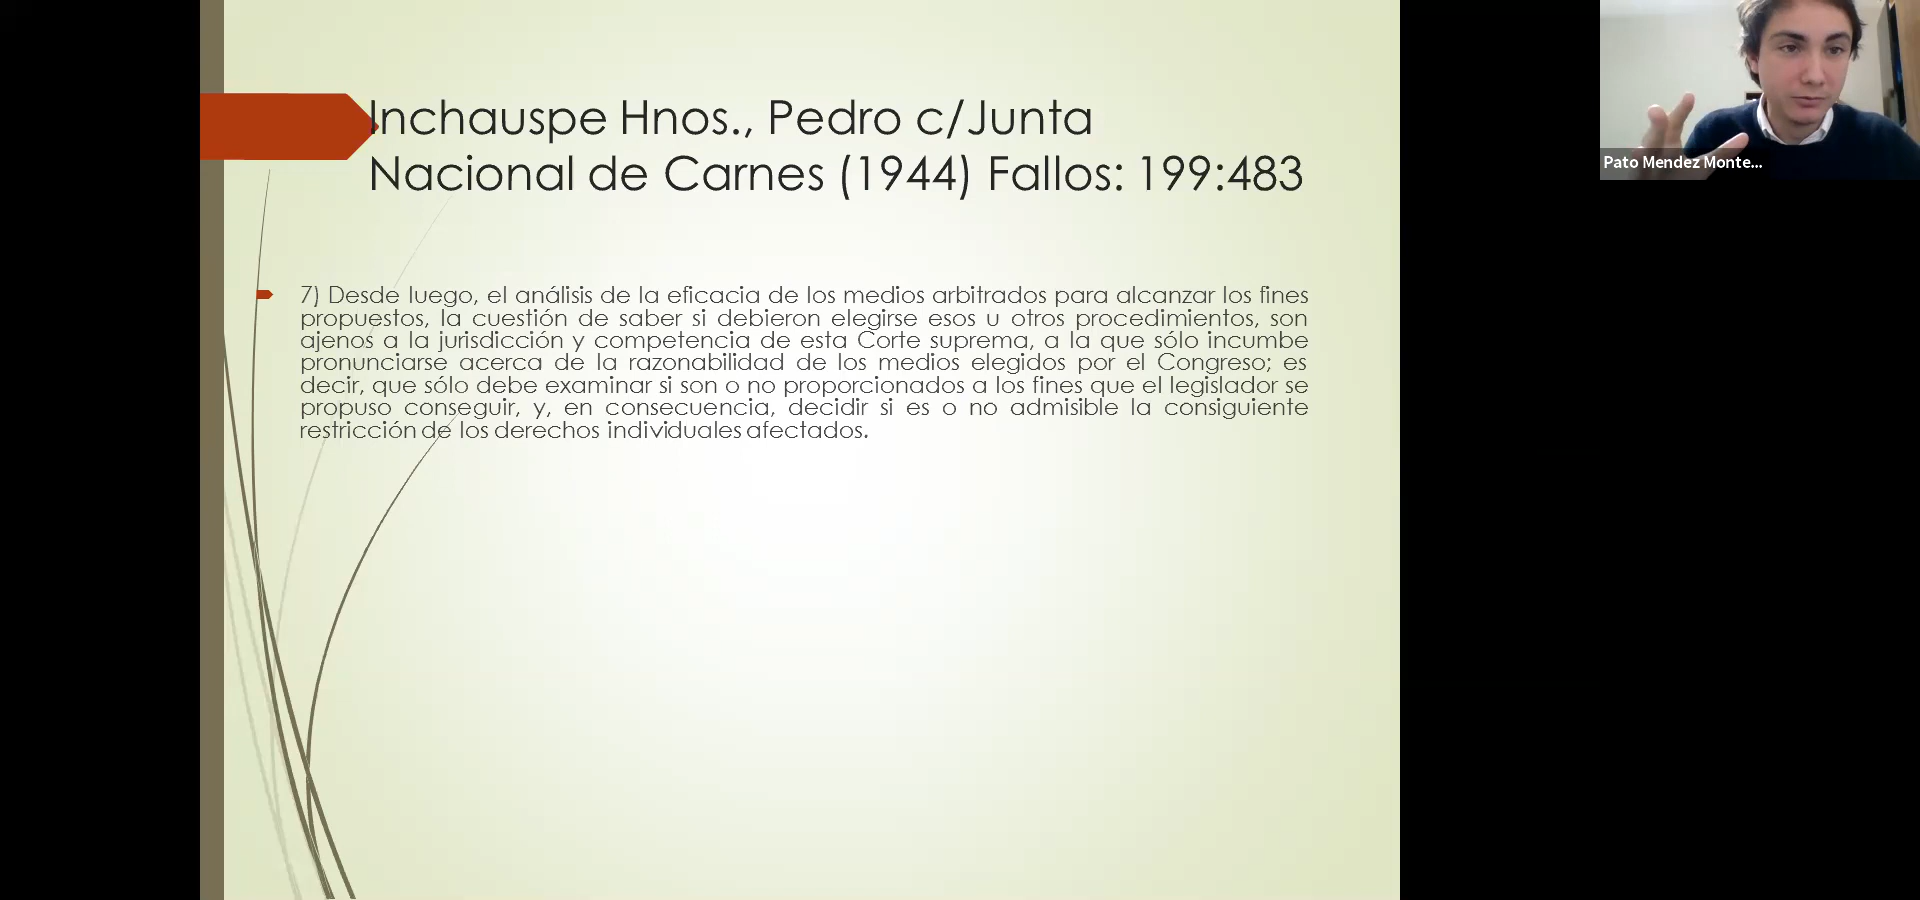 Inchauspe Hnos., Pedro c/Junta
Nacional de Carnes (1944) Fallos: 199:483
7) Desde luego, el análisis de la eficacia de los medios arbitrados para alcanzar los fines
propuestos, la cuestión de saber si debieron elegirse esos u otros procedimientos, son
ajenos a la jurisdicción y competencia de esta Corte suprema, a la que sólo incumbe
pronunciarse acerca de la razonabilidad de los medios elegidos por el Congreso; es
decir, que sólo debe examinar si son o no proporcionados a los fines que el legislador se
propuso conseguir, y, en consecuencia, decidir si es o no admisible la consiguiente
restricción de los derechos individuales afectados.
Pato Mendez Monte...